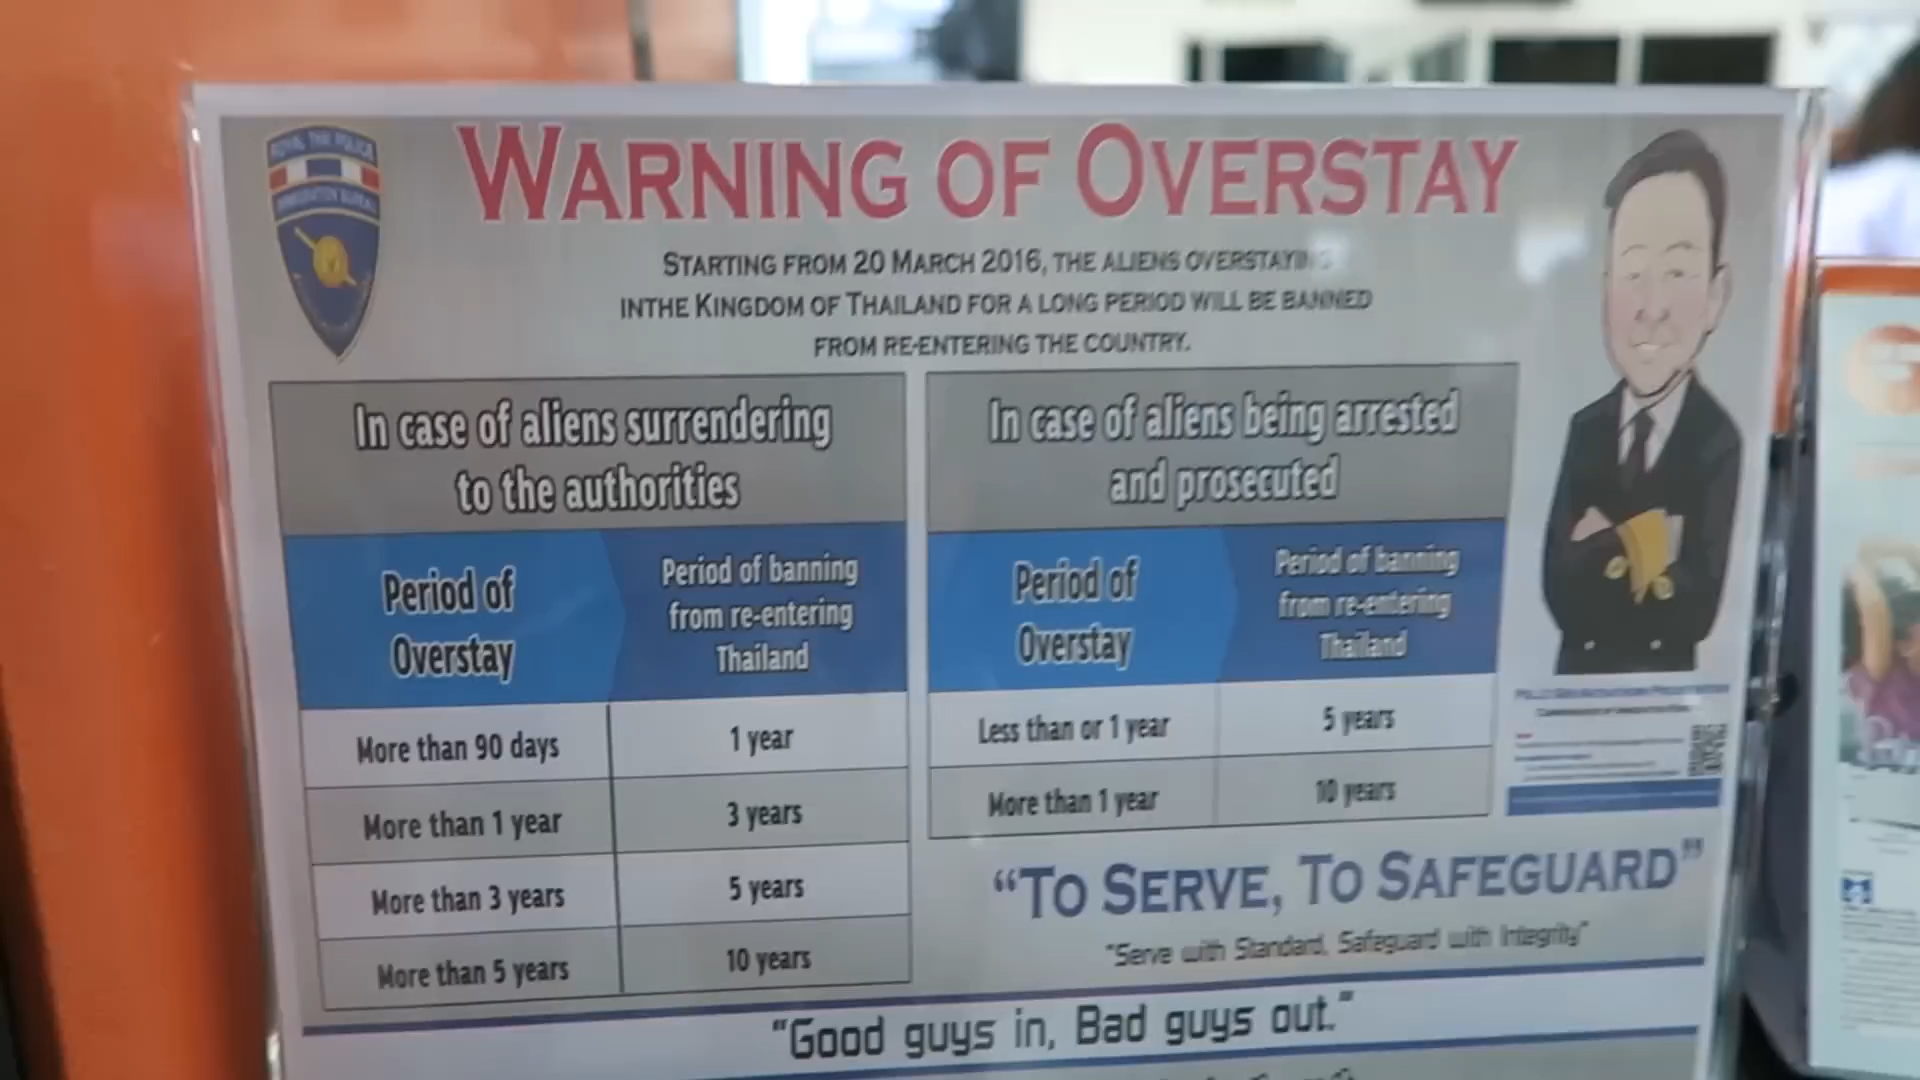 ROYAL THAI POLICE
IMMIGRATION BUREAU
WARNING OF OVERSTAY
STARTING FROM 20 MARCH 2016, THE ALIENS OVERSTAYING
INTHE KINGDOM OF THAILAND FOR A LONG PERIOD WILL BE BANNED
FROM RE-ENTERING THE COUNTRY.
In case of aliens surrendering
to the authorities
Period of
Overstay
Period of banning
from re-entering
Thailand
More than 90 days
1 year
More than 1 year
3 years
More than 3 years
5 years
More than 5 years
10 years
In case of aliens being arrested
and prosecuted
Period of
Overstay
Period of banning
from re-entering
Thailand
Less than or 1 year
5 years
More than 1 year
10 years
“TO SERVE, TO SAFEGUARD”
“Serve with Standard, Safeguard with Integrity”
“Good guys in, Bad guys out.”